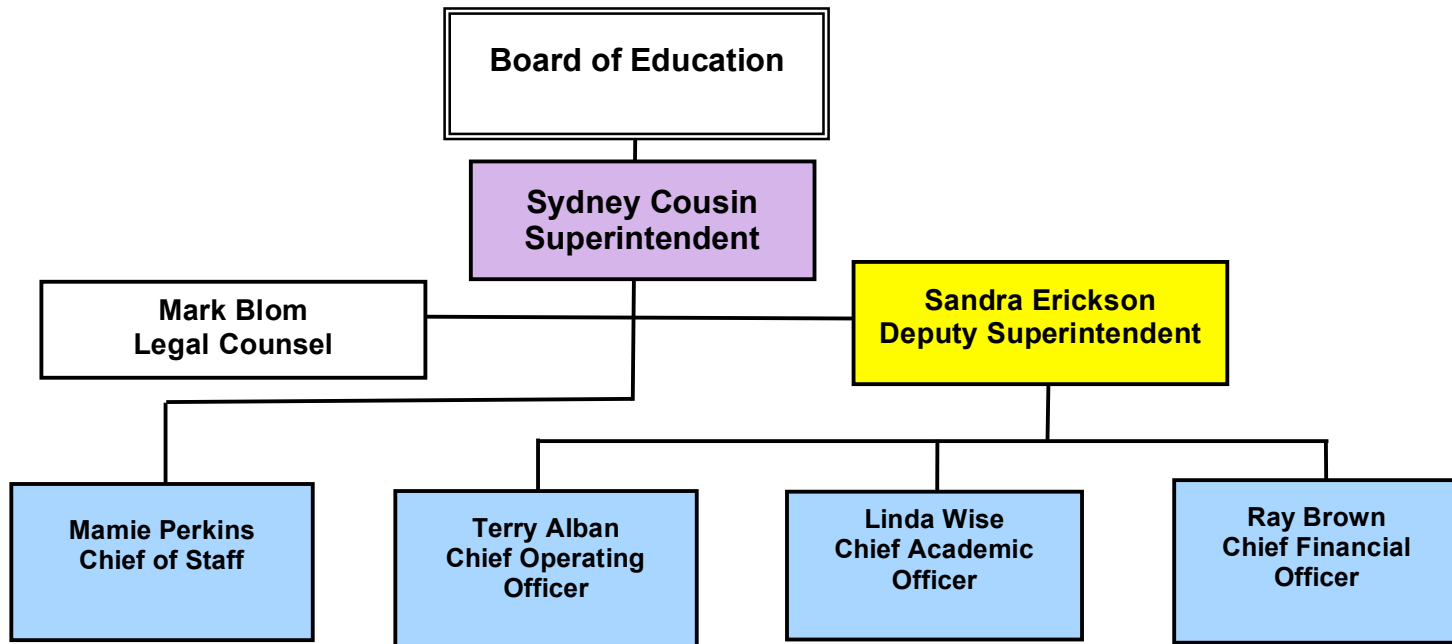 Board of Education
Sydney Cousin
Superintendent
Mark Blom
Legal Counsel
Sandra Erickson
Deputy Superintendent
Mamie Perkins
Chief of Staff
Terry Alban
Chief Operating
Officer
Linda Wise
Chief Academic
Officer
Ray Brown
Chief Financial
Officer